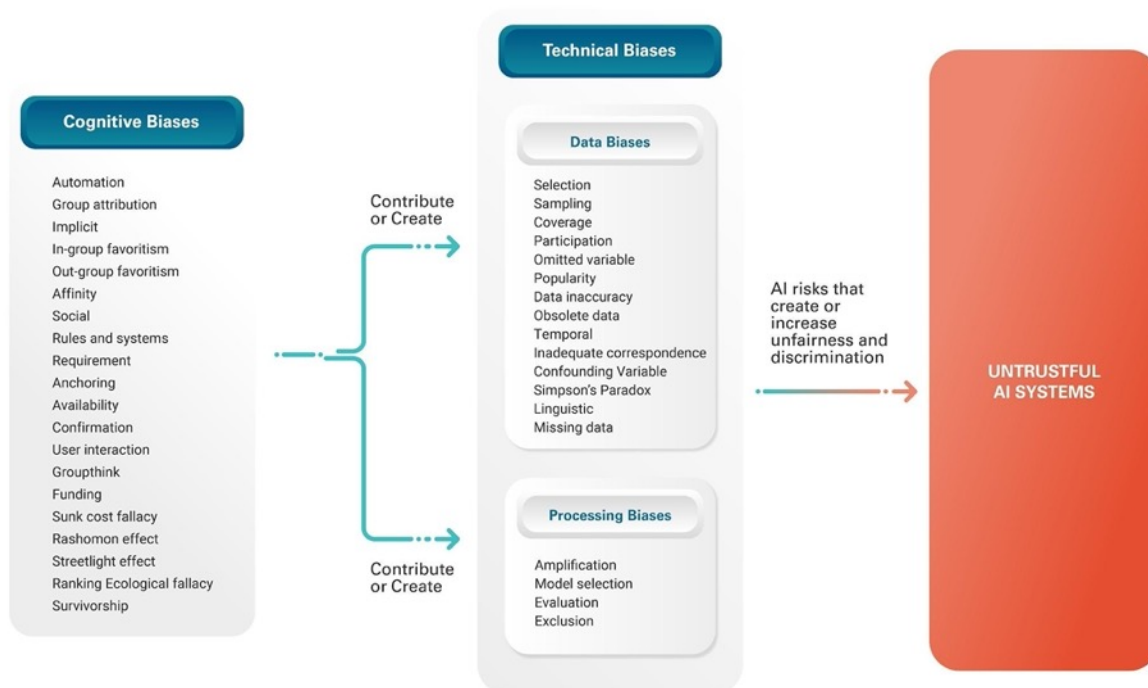 Cognitive Biases
Automation
Group attribution
Implicit
In-group favoritism
Out-group favoritism
Affinity
Social
Rules and systems
Requirement
Anchoring
Availability
Confirmation
User interaction
Groupthink
Funding
Sunk cost fallacy
Rashomon effect
Streetlight effect
Ranking Ecological fallacy
Survivorship
Contribute
or Create
Contribute
or Create
Technical Biases
Data Biases
Selection
Sampling
Coverage
Participation
Omitted variable
Popularity
Data inaccuracy
Obsolete data
Temporal
Inadequate correspondence
Confounding Variable
Simpson's Paradox
Linguistic
Missing data
Processing Biases
Amplification
Model selection
Evaluation
Exclusion
AI risks that
create or
increase
unfairness and
discrimination
UNTRUSTFUL
AI SYSTEMS